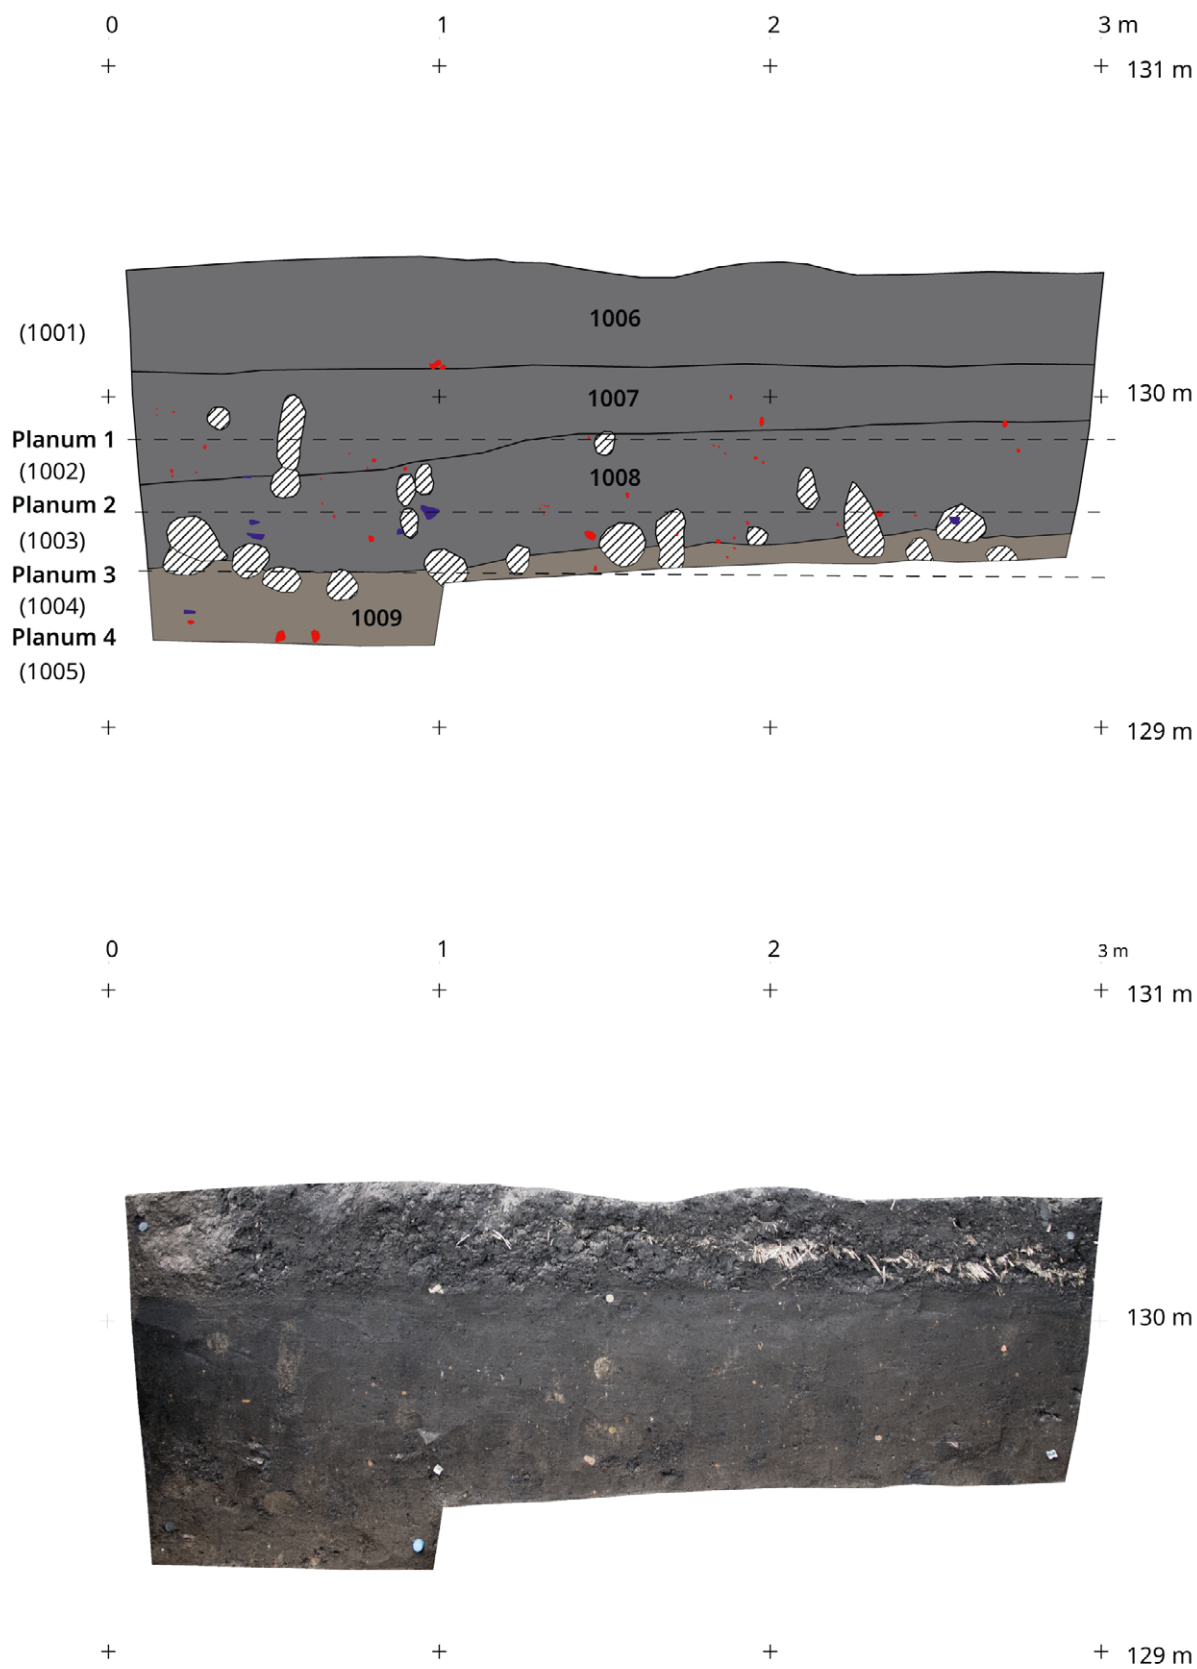 0 1 2 3 m
131 m
1006
(1001)
130 m
1007
Planum 1
(1002)
1008
Planum 2
(1003)
Planum 3
(1004)
1009
Planum 4
(1005)
129 m
0 1 2 3 m
131 m
130 m
129 m